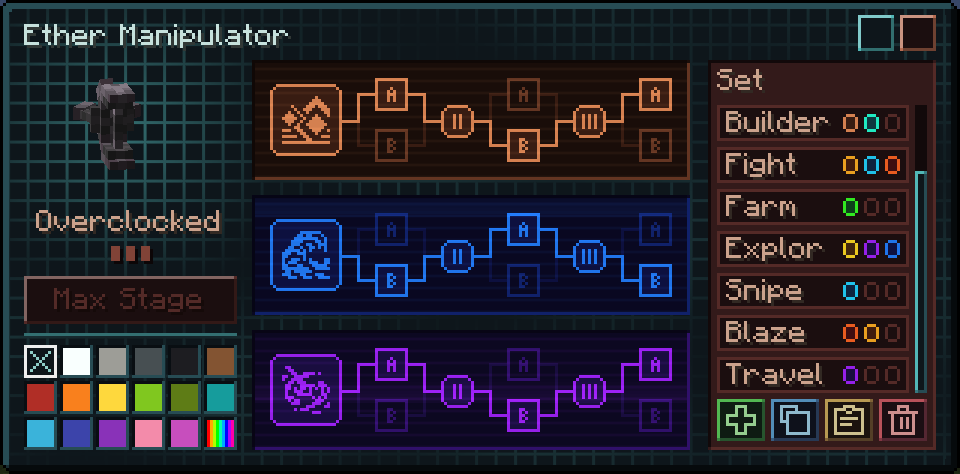 Ether Manipulator
Overclocked
Max Stage
A A A
II III
B B B
A A A
II III
B B B
A A A
II III
B B B
Set
Builder
Fight
Farm
Explor
Snipe
Blaze
Travel